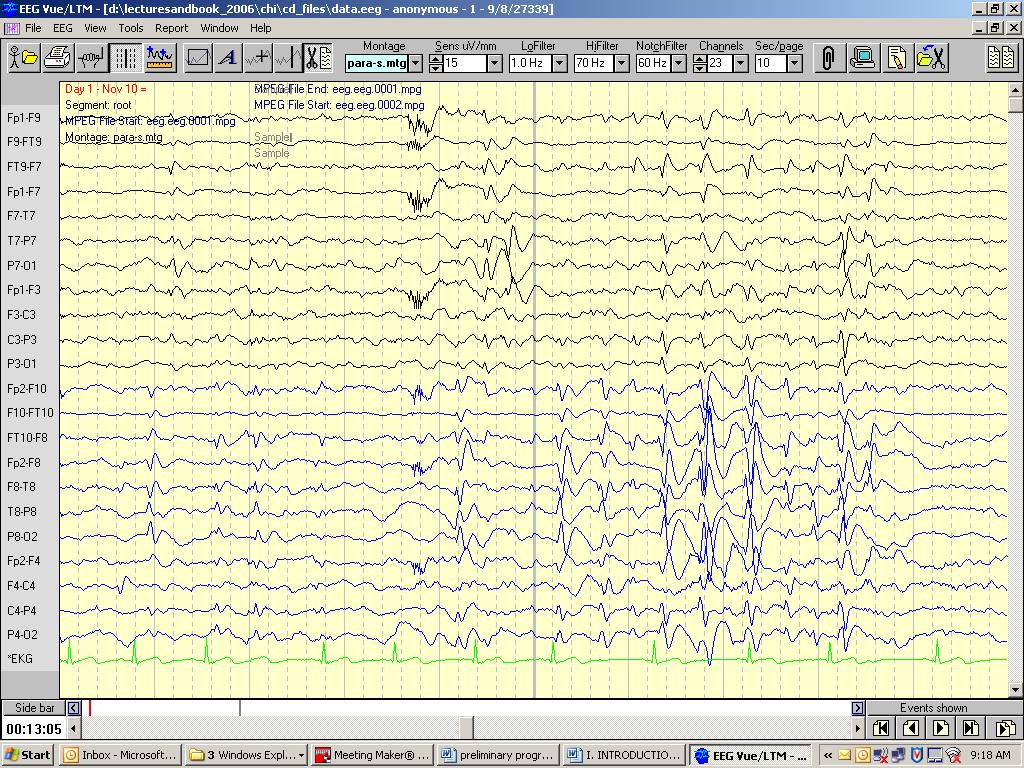 EEG Vue/LTM - [d:\lecturesandbook_2006\chi\cd_files\data.eeg - anonymous - 1 - 9/8/27339]
File EEG View Tools Report Window Help
Montage Sens uV/mm LoFilter HiFilter NotchFilter Channels Sec/page
para-s.mtg 15 1.0 Hz 70 Hz 60 Hz 23 10
Day 1 - Nov 10 = MPEG File End: eeg.eeg.0001.mpg
Segment: root MPEG File Start: eeg.eeg.0002.mpg
MPEG File Start: eeg.eeg.0001.mpg
Montage: para-s.mtg Sample
Sample
Fp1-F9
F9-FT9
FT9-F7
Fp1-F7
F7-T7
T7-P7
P7-O1
Fp1-F3
F3-C3
C3-P3
P3-O1
Fp2-F10
F10-FT10
FT10-F8
Fp2-F8
F8-T8
T8-P8
P8-O2
Fp2-F4
F4-C4
C4-P4
P4-O2
*EKG
Side bar Events shown
00:13:05
Start Inbox - Microsoft... 3 Windows Expl... Meeting Maker® ... preliminary progr... I. INTRODUCTIO... EEG Vue/LTM - ... « 9:18 AM